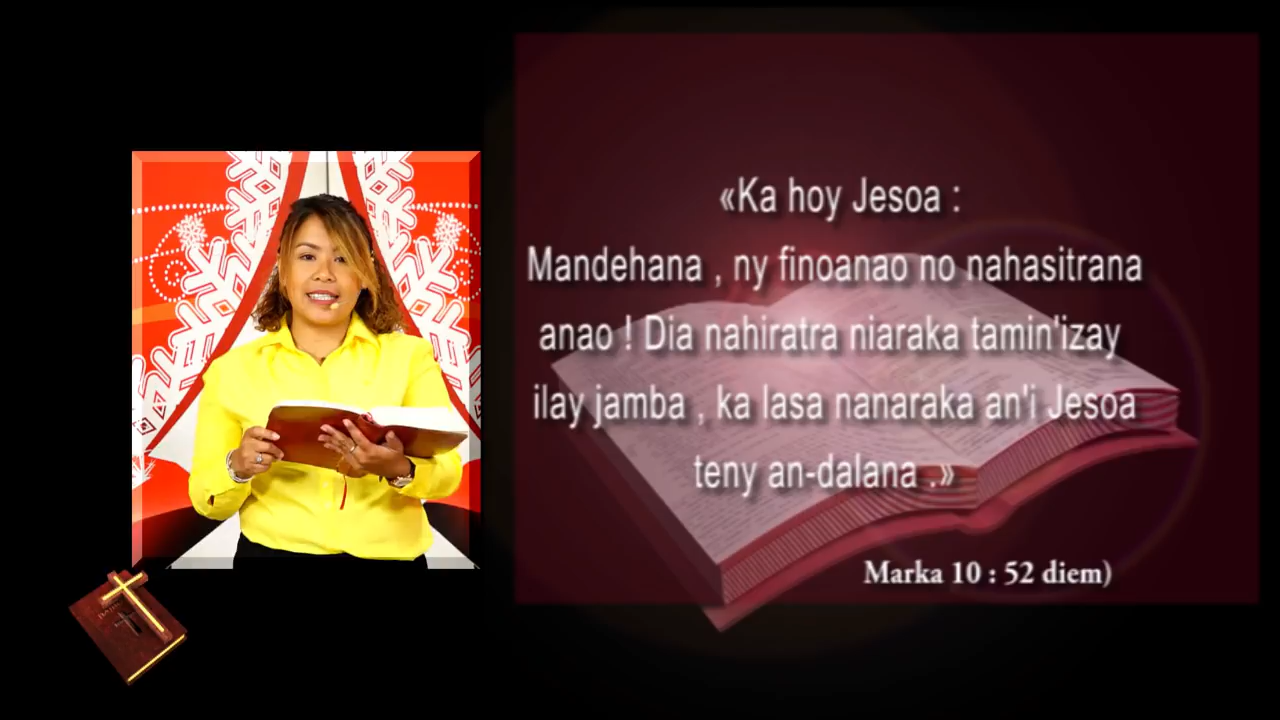 «Ka hoy Jesoa :
Mandehana , ny finoanao no nahasitrana
anao ! Dia nahiratra niaraka tamin'izay
ilay jamba , ka lasa nanaraka an'i Jesoa
teny an-dalana .»
Marka 10 : 52 diem)